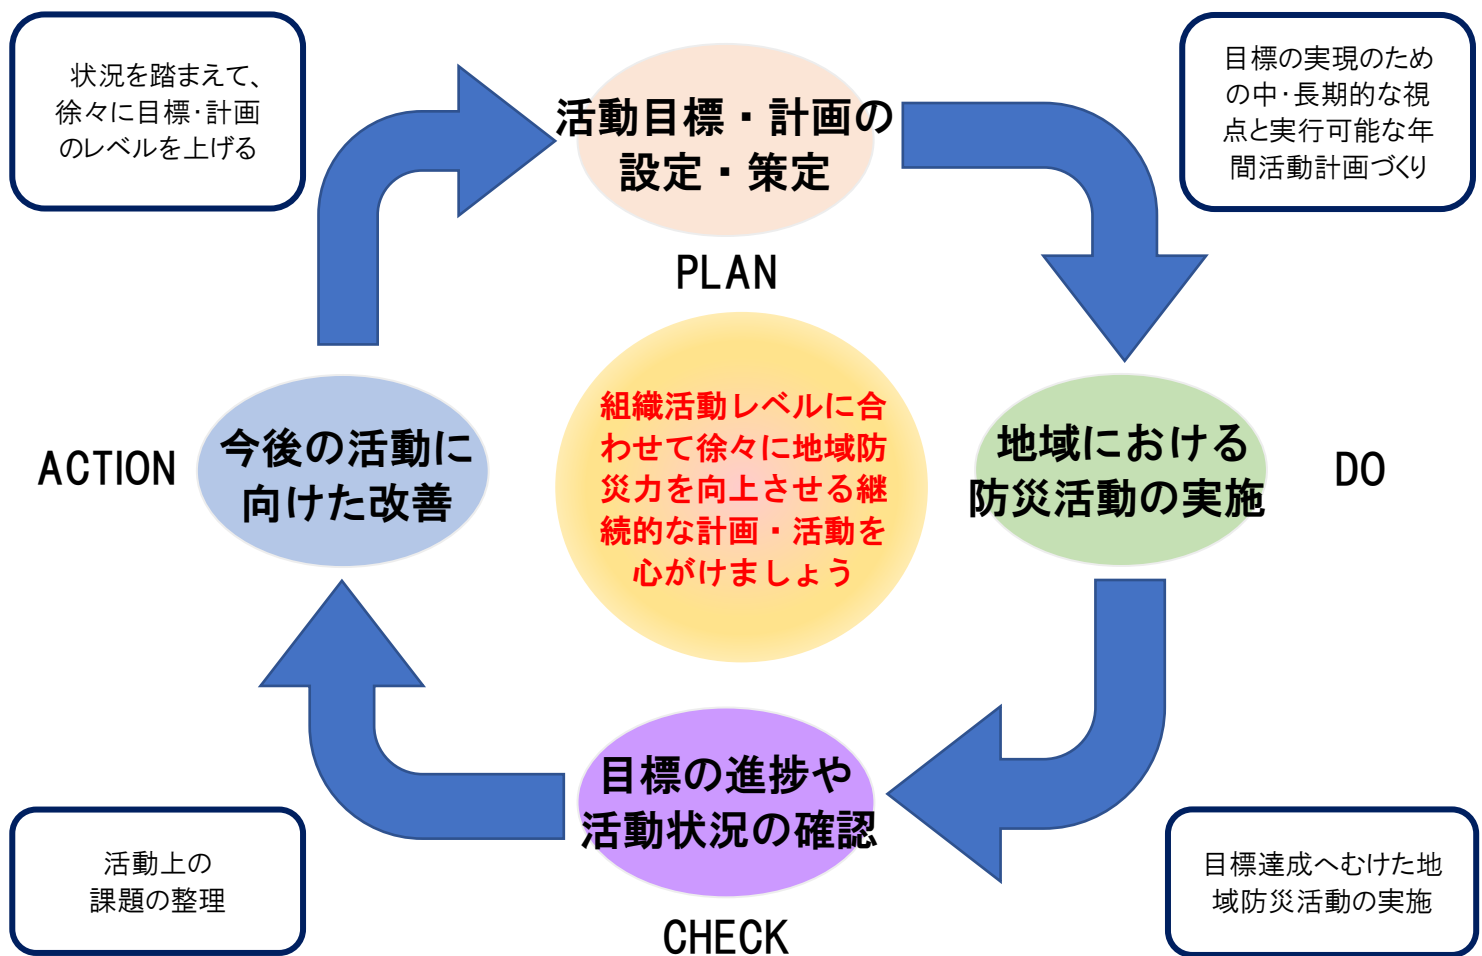 状況を踏まえて、
徐々に目標・計画
のレベルを上げる
活動目標・計画の
設定・策定
PLAN
目標の実現のため
の中・長期的な視
点と実行可能な年
間活動計画づくり
ACTION
今後の活動に
向けた改善
組織活動レベルに合
わせて徐々に地域防
災力を向上させる継
続的な計画・活動を
心がけましょう
地域における
防災活動の実施
DO
活動上の
課題の整理
目標の進捗や
活動状況の確認
CHECK
目標達成へむけた地
域防災活動の実施